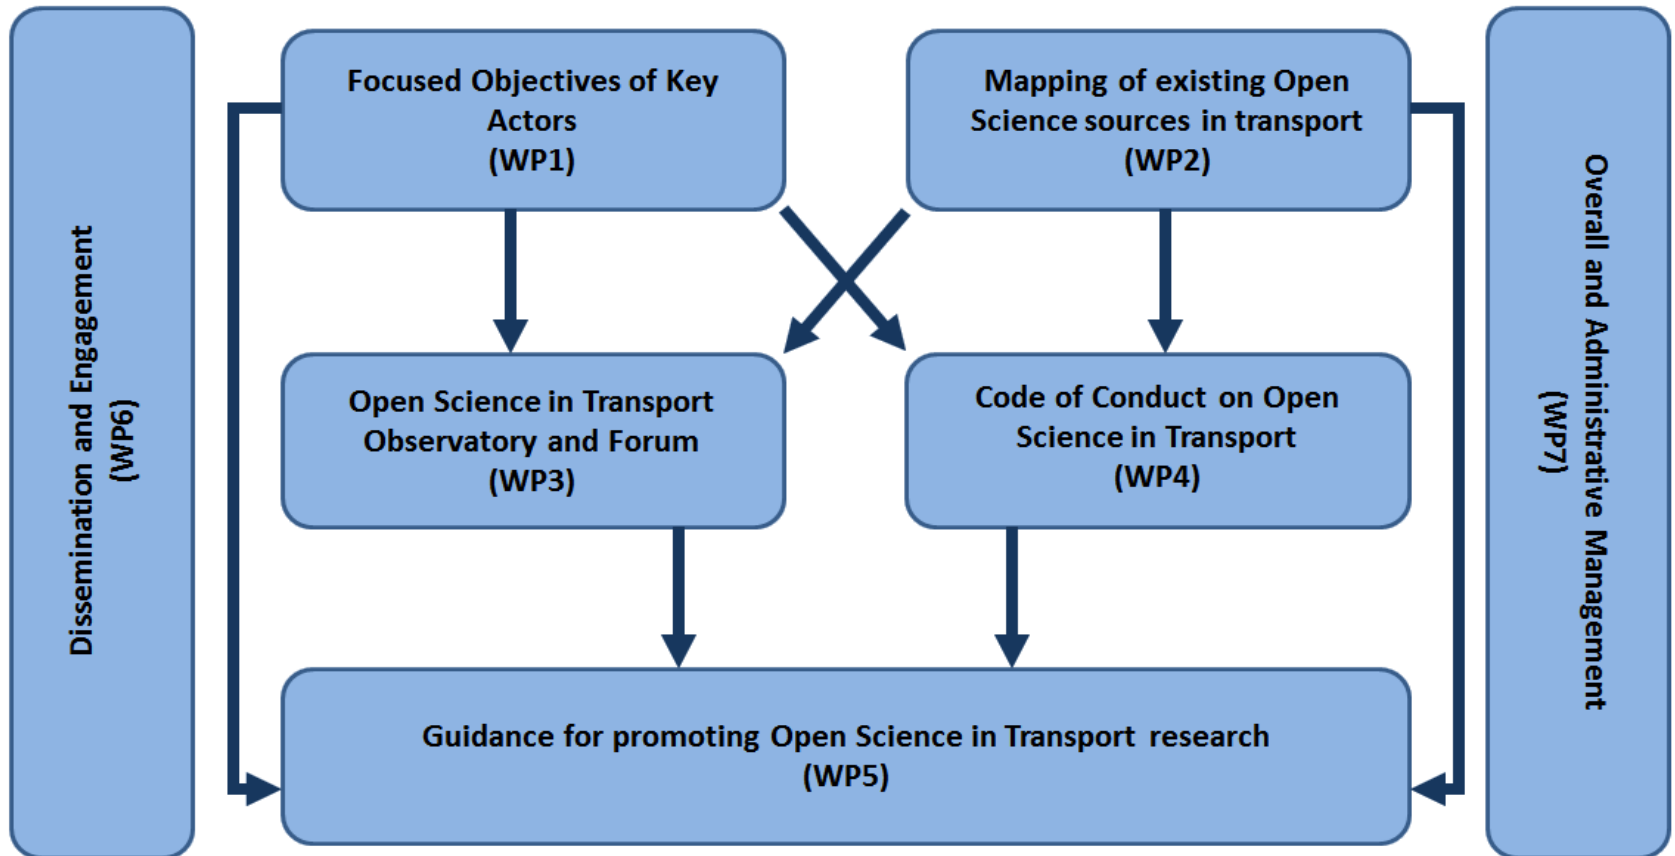 Dissemination and Engagement
(WP6)
Focused Objectives of Key
Actors
(WP1)
Mapping of existing Open
Science sources in transport
(WP2)
Open Science in Transport
Observatory and Forum
(WP3)
Code of Conduct on Open
Science in Transport
(WP4)
Guidance for promoting Open Science in Transport research
(WP5)
Overall and Administrative Management
(WP7)